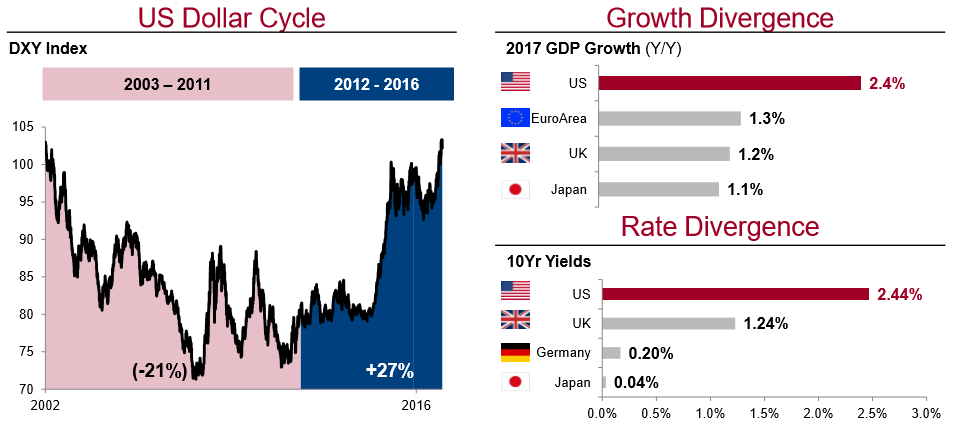 US Dollar Cycle
DXY Index
2003 – 2011
2012 - 2016
105
100
95
90
85
80
75
70
(-21%)
+27%
2002
2016
Growth Divergence
2017 GDP Growth (Y/Y)
US
2.4%
EuroArea
1.3%
UK
1.2%
Japan
1.1%
Rate Divergence
10Yr Yields
US
2.44%
UK
1.24%
Germany
0.20%
Japan
0.04%
0.0%
0.5%
1.0%
1.5%
2.0%
2.5%
3.0%